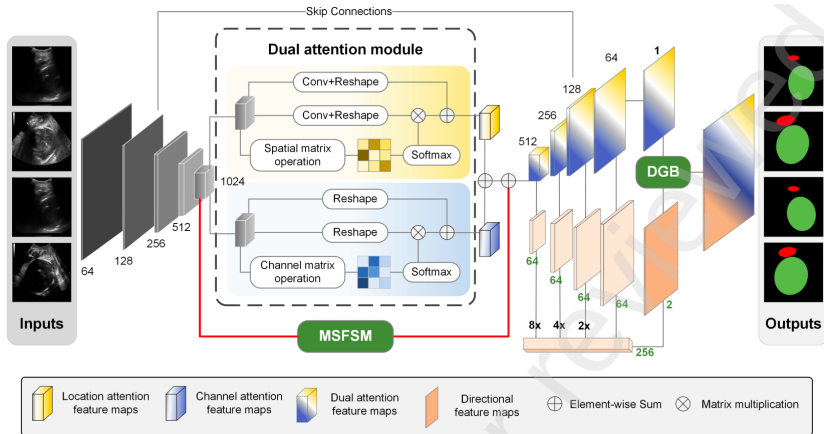 Skip Connections
Dual attention module
Conv+Reshape
Conv+Reshape
Spatial matrix
operation
Softmax
Reshape
Reshape
Channel matrix
operation
Softmax
64
128
256
512
1024
MSFSM
512
256
128
64
1
DGB
64
64
64
64
2
8x
4x
2x
256
Inputs
Outputs
Location attention
feature maps
Channel attention
feature maps
Dual attention
feature maps
Directional
feature maps
Element-wise Sum
Matrix multiplication
reviewed